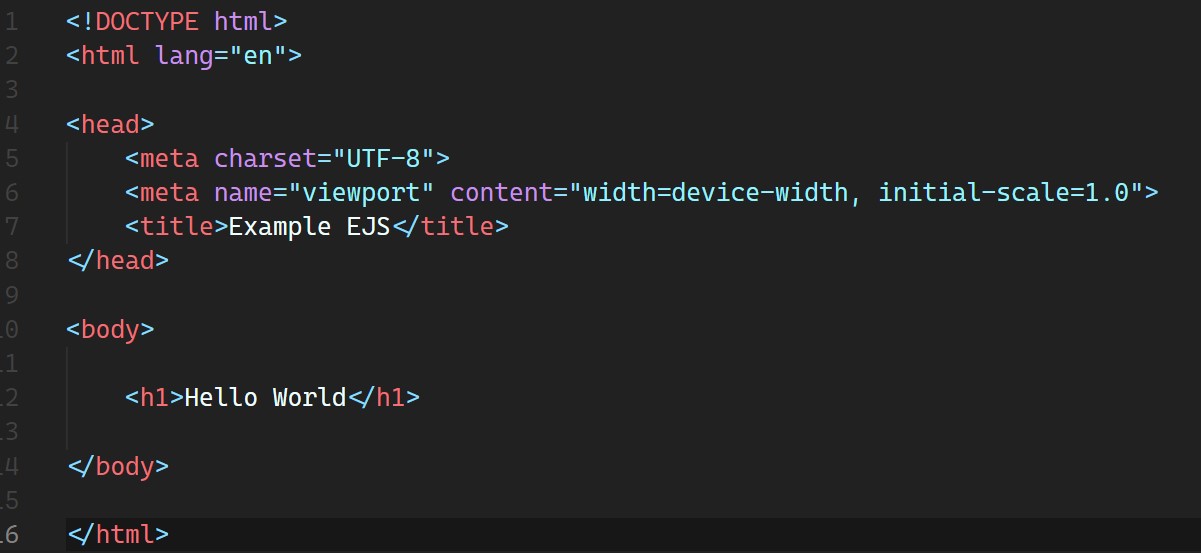 1 <!DOCTYPE html>
2 <html lang="en">
3
4 <head>
5     <meta charset="UTF-8">
6     <meta name="viewport" content="width=device-width, initial-scale=1.0">
7     <title>Example EJS</title>
8 </head>
9
10 <body>
11
12     <h1>Hello World</h1>
13
14 </body>
15
16 </html>